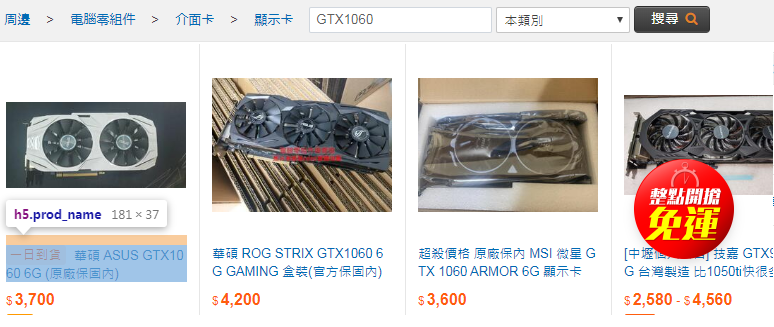 周邊 > 電腦零組件 > 介面卡 > 顯示卡 GTX1060 本類別 搜尋
h5.prod_name 181 × 37
整點開搶
免運
一日到貨 華碩 ASUS GTX10
60 6G (原廠保固內)
$3,700
華碩 ROG STRIX GTX1060 6
G GAMING 盒裝(官方保固內)
$4,200
超殺價格 原廠保內 MSI 微星 G
TX 1060 ARMOR 6G 顯示卡
$3,600
[中壢個 技嘉 GTX9
G 台灣製造 比1050ti快很多
$2,580 - $4,560